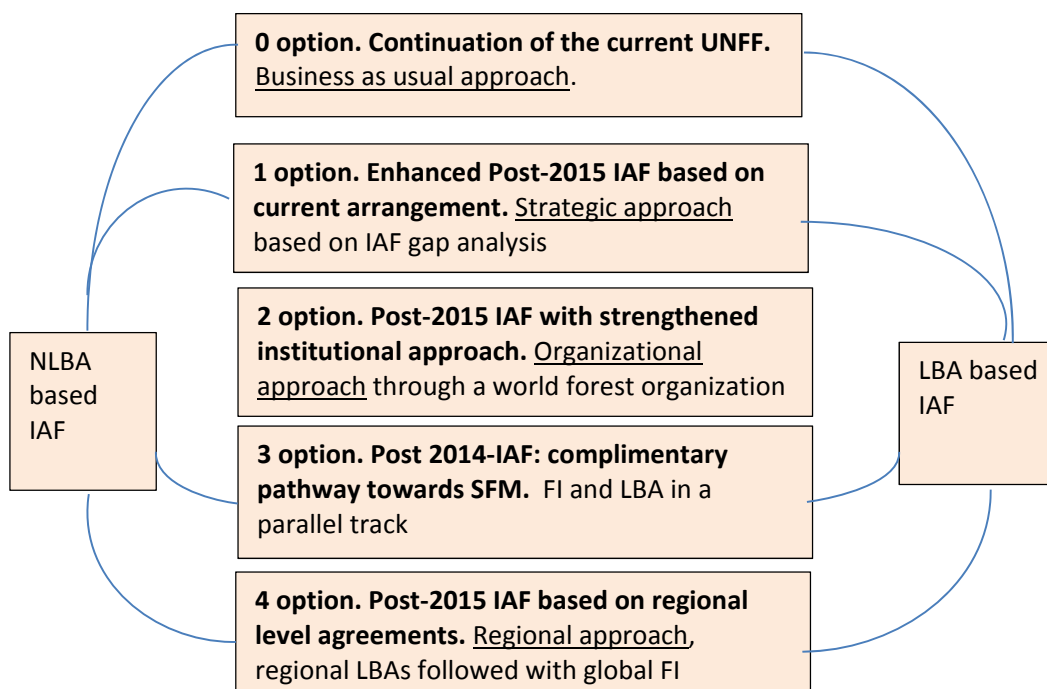 0 option. Continuation of the current UNFF.
Business as usual approach.
1 option. Enhanced Post-2015 IAF based on
current arrangement. Strategic approach
based on IAF gap analysis
2 option. Post-2015 IAF with strengthened
institutional approach. Organizational
approach through a world forest organization
NLBA
based
IAF
LBA based
IAF
3 option. Post 2014-IAF: complimentary
pathway towards SFM. FI and LBA in a
parallel track
4 option. Post-2015 IAF based on regional
level agreements. Regional approach,
regional LBAs followed with global FI